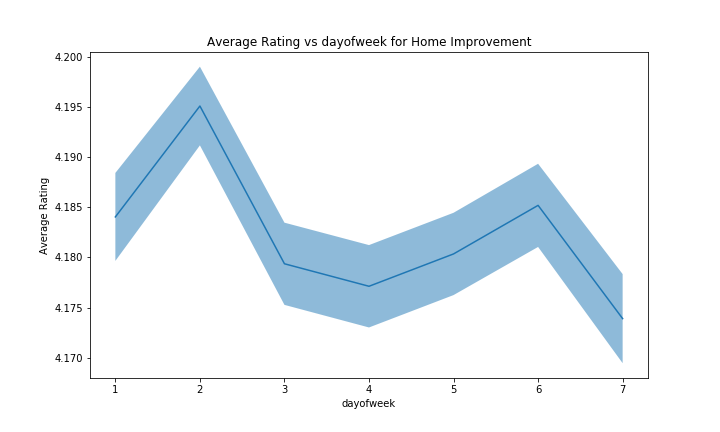 Average Rating vs dayofweek for Home Improvement
4.200
4.195
4.190
4.185
4.180
4.175
4.170
Average Rating
1 2 3 4 5 6 7
dayofweek